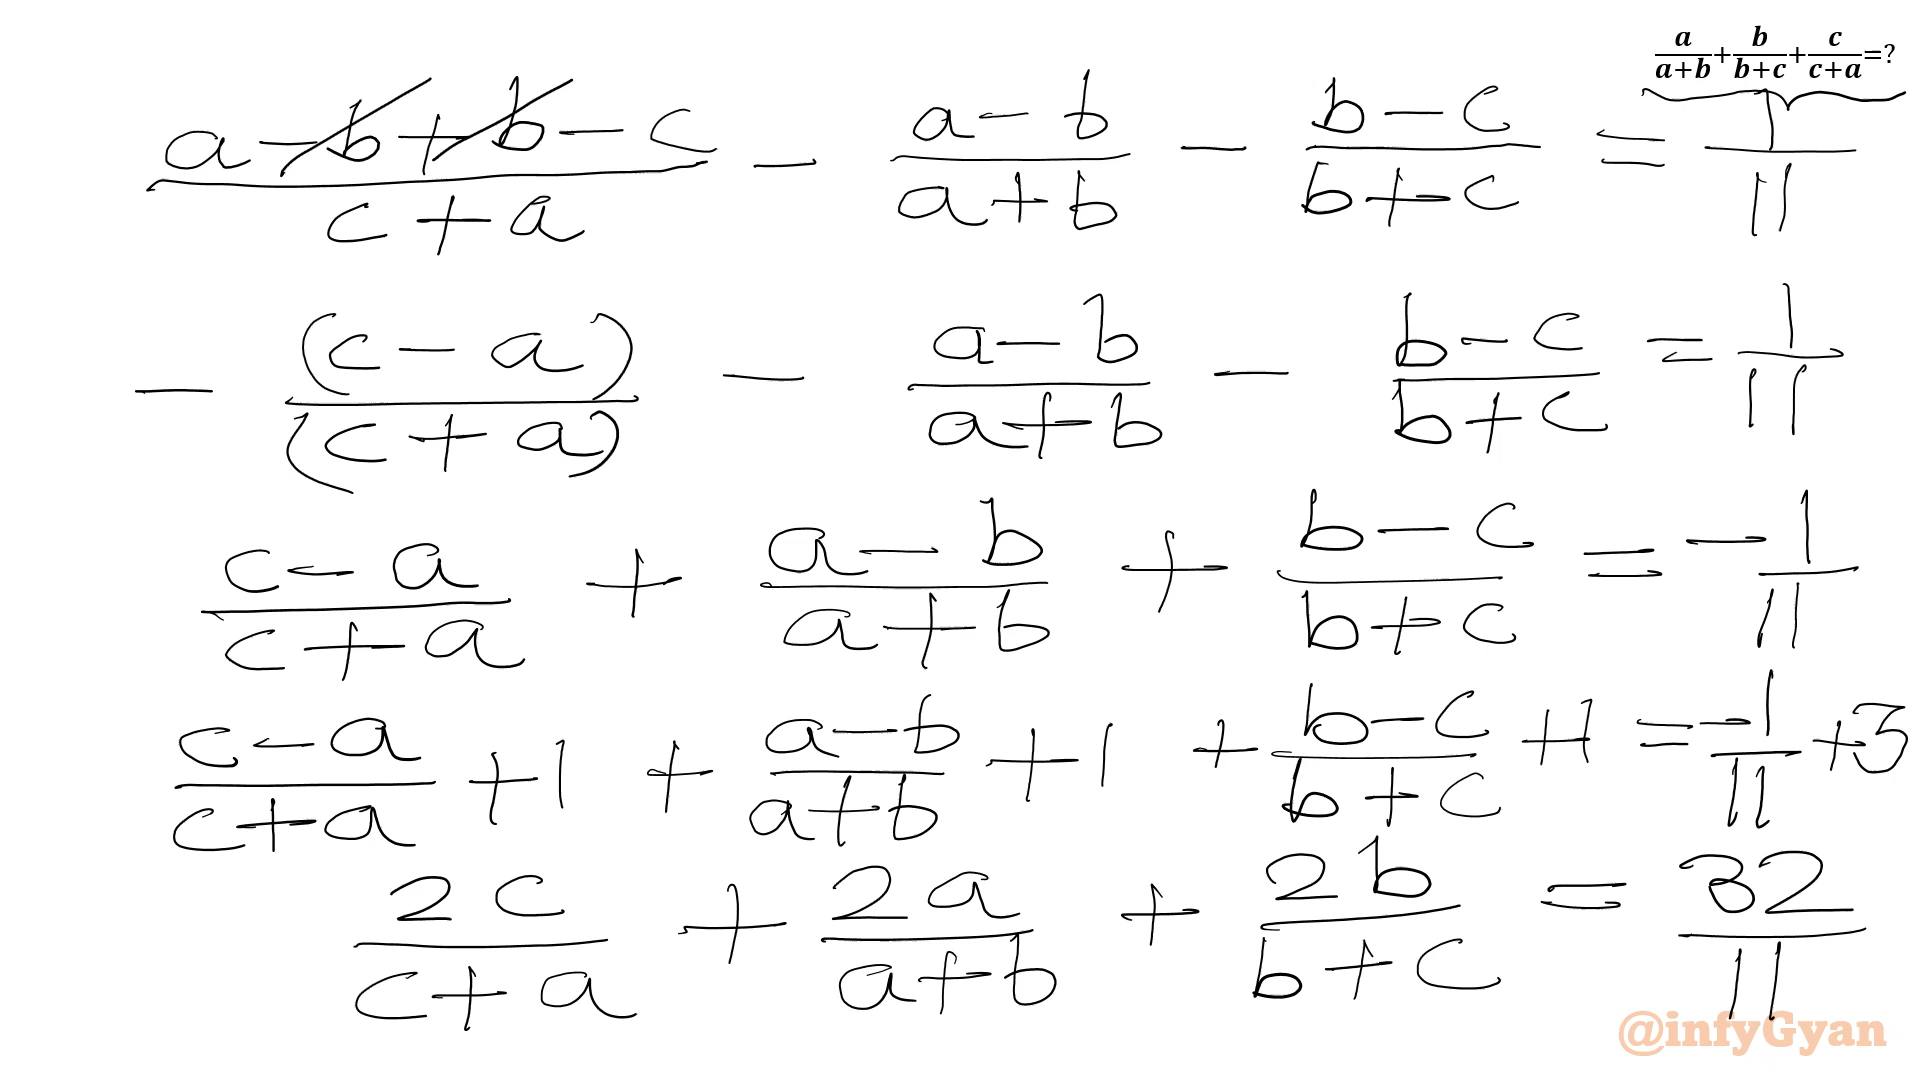 a/(a+b) + b/(b+c) + c/(c+a) = ?
(a - b + b - c)/(c + a) - (a - b)/(a + b) - (b - c)/(b + c) = 1/11
- (c - a)/(c + a) - (a - b)/(a + b) - (b - c)/(b + c) = 1/11
(c - a)/(c + a) + (a - b)/(a + b) + (b - c)/(b + c) = -1/11
(c - a)/(c + a) + 1 + (a - b)/(a + b) + 1 + (b - c)/(b + c) + 1 = -1/11 + 3
2c/(c + a) + 2a/(a + b) + 2b/(b + c) = 32/11
@infyGyan